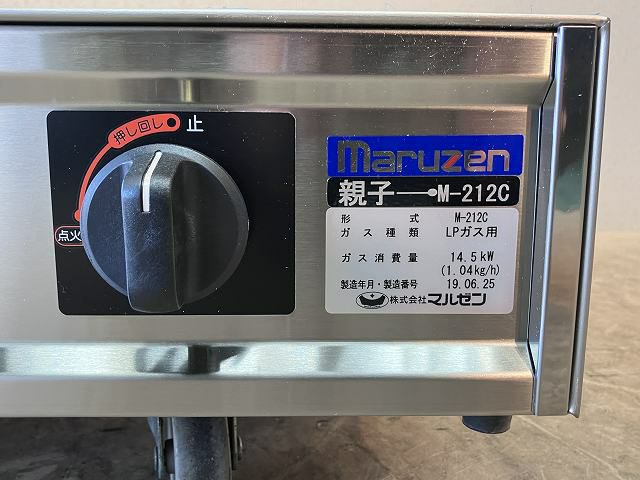 押し回し
止
点火
maruzen
親子 M-212C
形 式 M-212C
ガス種類 LPガス用
ガス消費量 14.5kW
(1.04kg/h)
製造年月・製造番号 19.06.25
株式会社マルゼン